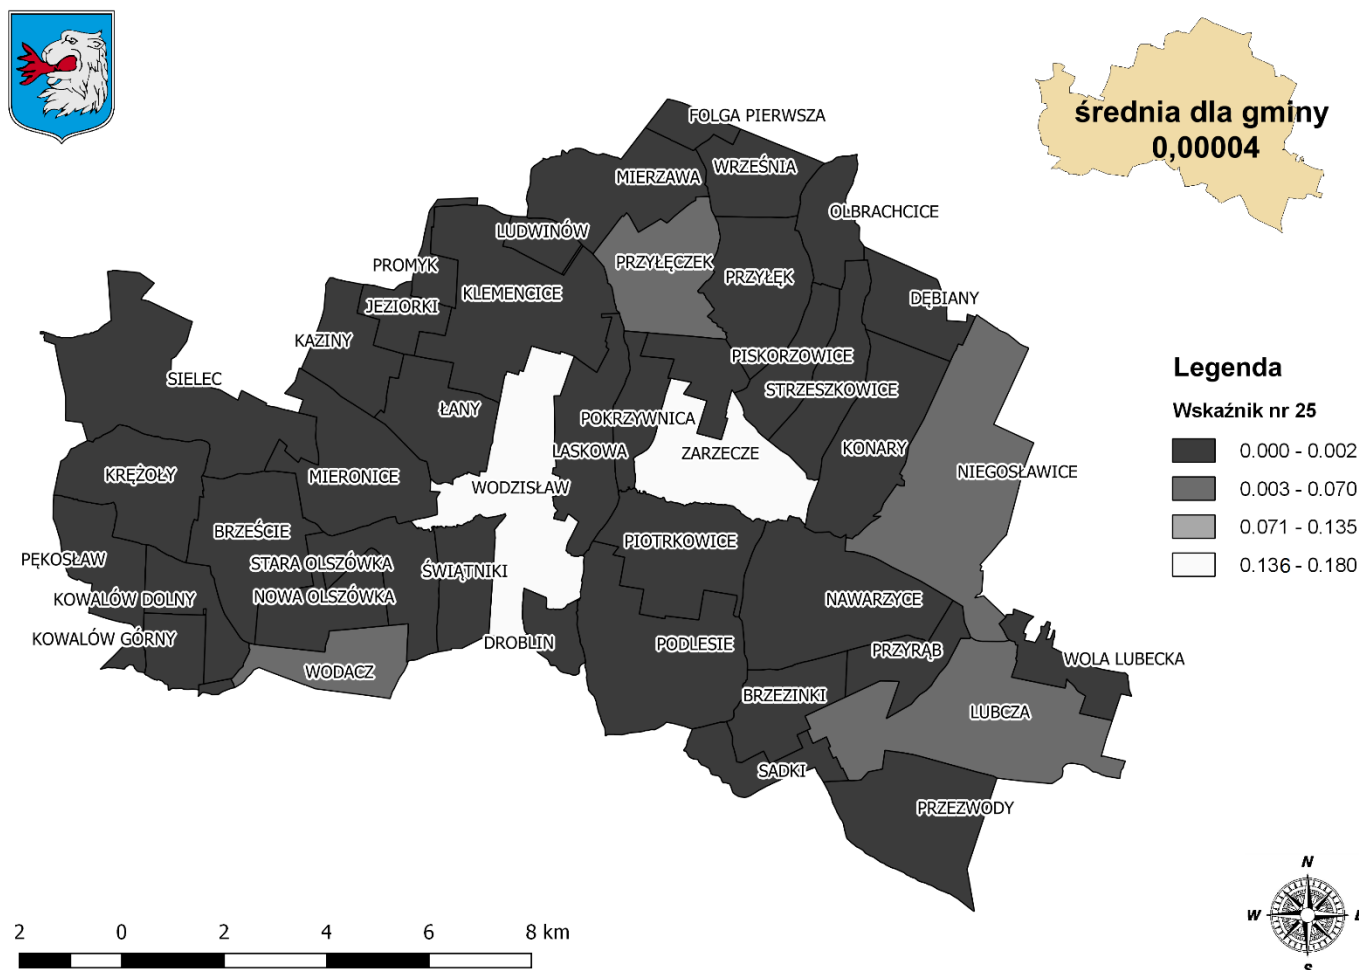 średnia dla gminy
0,00004
FOLGA PIERWSZA
MIERZAWA
WRZEŚNIA
OLBRACHCICE
LUDWINÓW
PROMYK
PRZYŁĘCZEK
PRZYŁĘK
KLEMENCICE
JEZIORKI
DĘBIANY
KAZINY
PISKORZOWICE
SIELEC
STRZESZKOWICE
ŁANY
POKRZYWNICA
KONARY
LASKOWA
ZARZECZE
NIEGOSŁAWICE
KRĘŻOŁY
MIERONICE
WODZISŁAW
BRZEŚCIE
PIOTRKOWICE
PĘKOSŁAW
STARA OLSZÓWKA
ŚWIĄTNIKI
KOWALÓW DOLNY
NOWA OLSZÓWKA
NAWARZYCE
KOWALÓW GÓRNY
DROBLIN
PODLESIE
PRZYRĄB
WOLA LUBECKA
WODACZ
BRZEZINKI
LUBCZA
SADKI
PRZEZWODY
Legenda
Wskaźnik nr 25
0.000 - 0.002
0.003 - 0.070
0.071 - 0.135
0.136 - 0.180
2 0 2 4 6 8 km
N
W E
S